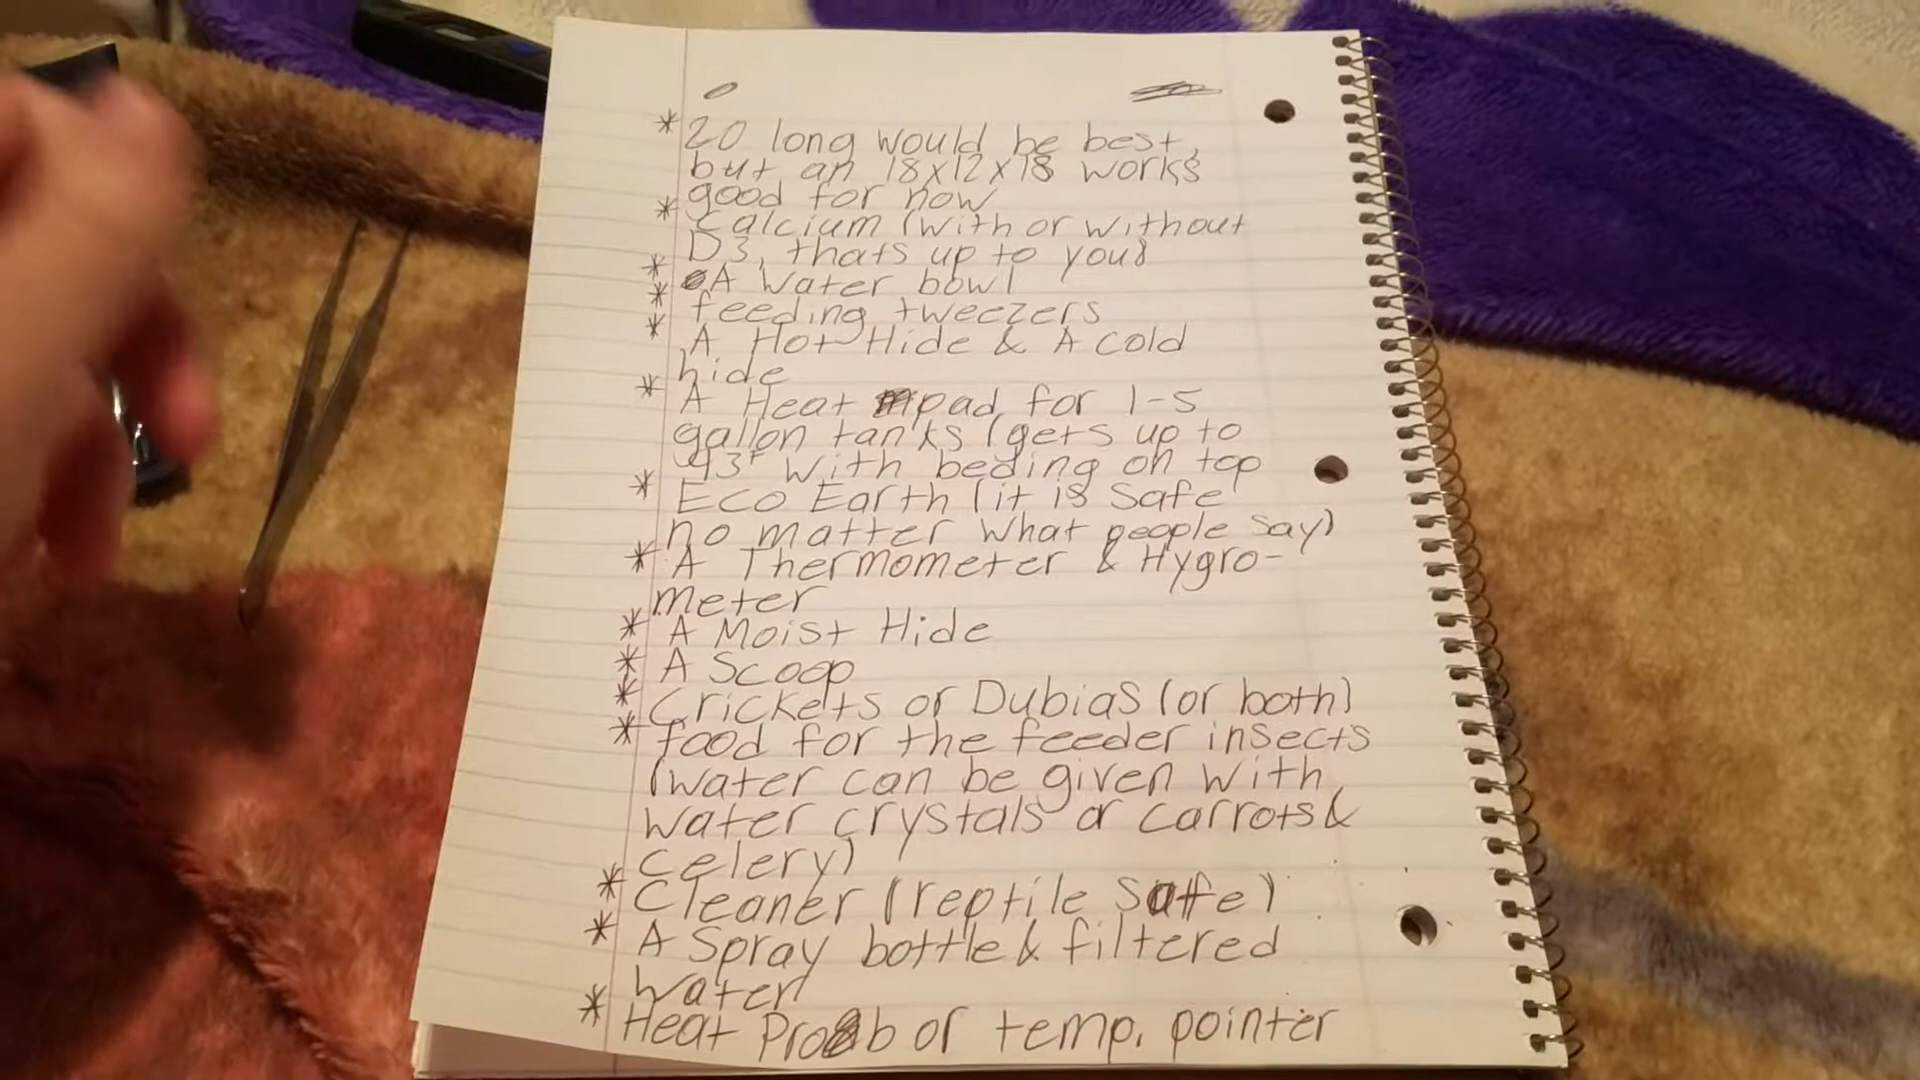 * 20 long would be best,
but an 18x12x18 works
good for now
* Calcium (with or without
D3, thats up to you)
* A Water bowl
* feeding tweezers
* A Hot Hide & A cold
hide
* A Heat pad for 1-5
gallon tanks (gets up to
93° with beding on top
* Eco Earth (it is safe
no matter what people say)
* A Thermometer & Hygro-
meter
* A Moist Hide
* A Scoop
* Crickets or Dubias (or both)
* food for the feeder insects
(water can be given with
water crystals or carrots &
celery)
* Cleaner (reptile Safe)
* A Spray bottle & filtered
Water
* Heat Prob or temp. pointer